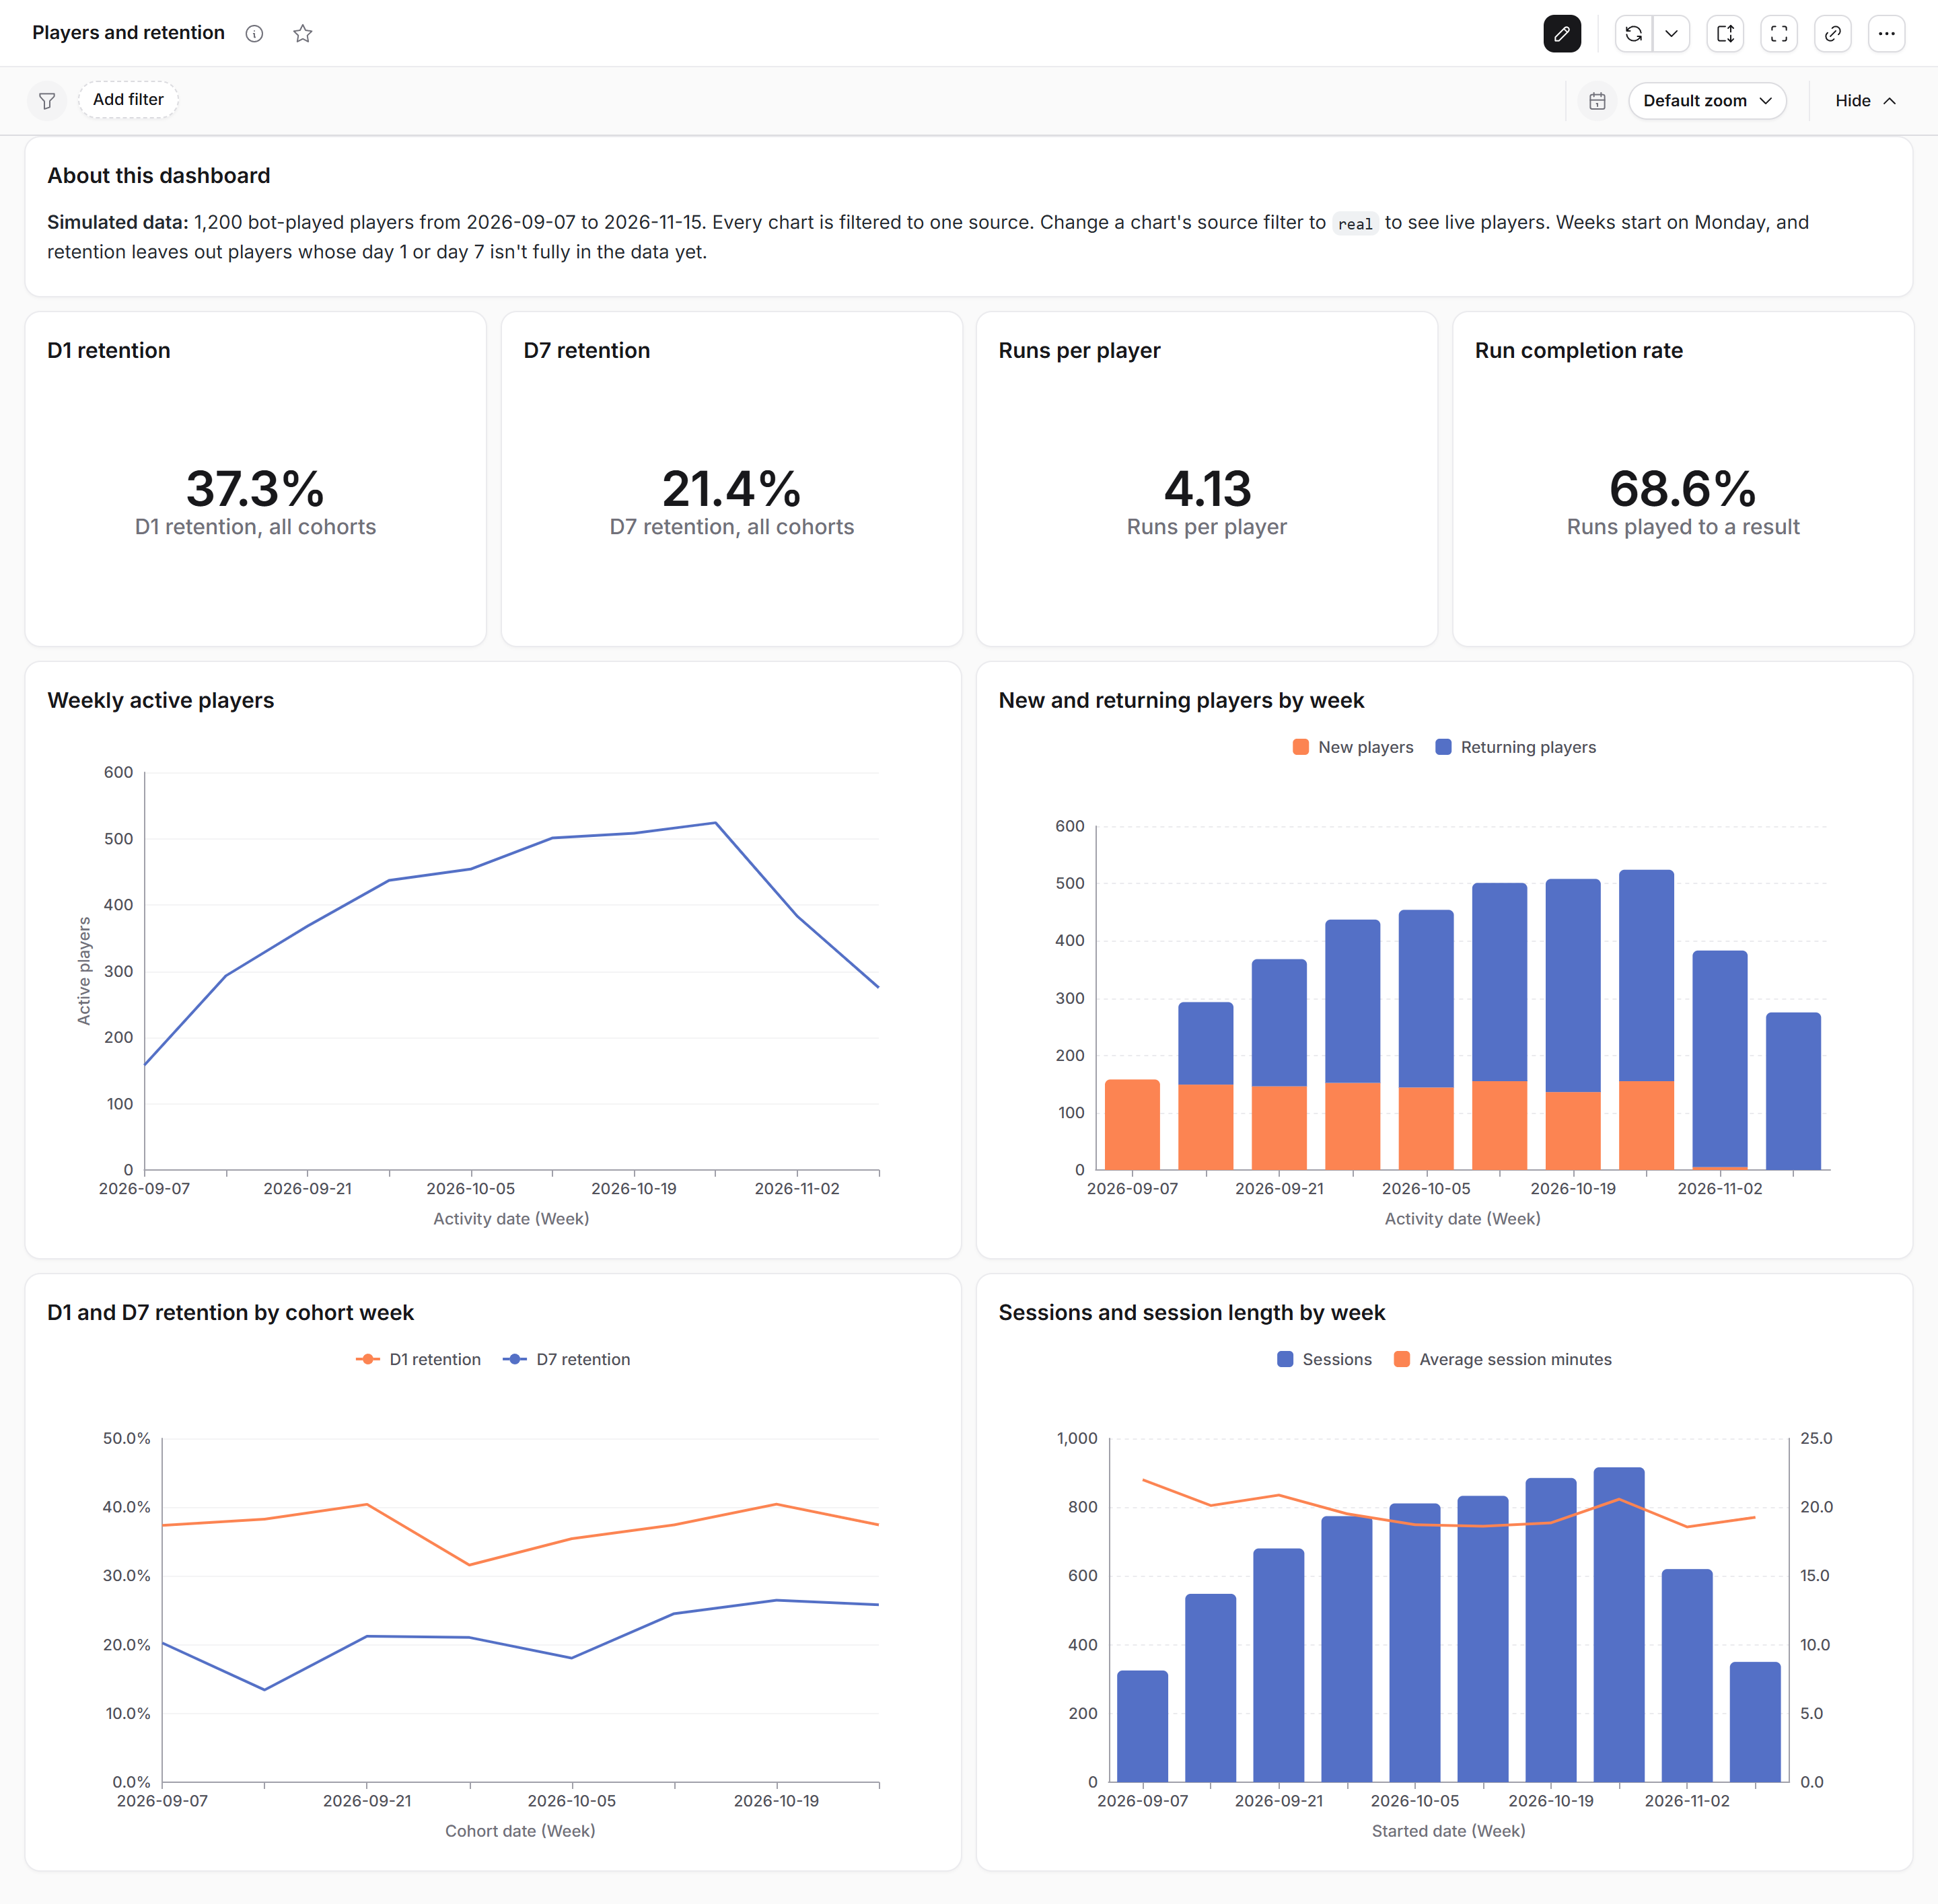 Players and retention
Add filter
Default zoom
Hide
About this dashboard
Simulated data: 1,200 bot-played players from 2026-09-07 to 2026-11-15. Every chart is filtered to one source. Change a chart's source filter to real to see live players. Weeks start on Monday, and
retention leaves out players whose day 1 or day 7 isn't fully in the data yet.
D1 retention
37.3%
D1 retention, all cohorts
D7 retention
21.4%
D7 retention, all cohorts
Runs per player
4.13
Runs per player
Run completion rate
68.6%
Runs played to a result
Weekly active players
600
500
400
300
200
100
0
Active players
2026-09-07 2026-09-21 2026-10-05 2026-10-19 2026-11-02
Activity date (Week)
New and returning players by week
New players Returning players
600
500
400
300
200
100
0
2026-09-07 2026-09-21 2026-10-05 2026-10-19 2026-11-02
Activity date (Week)
D1 and D7 retention by cohort week
D1 retention D7 retention
50.0%
40.0%
30.0%
20.0%
10.0%
0.0%
2026-09-07 2026-09-21 2026-10-05 2026-10-19
Cohort date (Week)
Sessions and session length by week
Sessions Average session minutes
1,000 25.0
800 20.0
600 15.0
400 10.0
200 5.0
0 0.0
2026-09-07 2026-09-21 2026-10-05 2026-10-19 2026-11-02
Started date (Week)